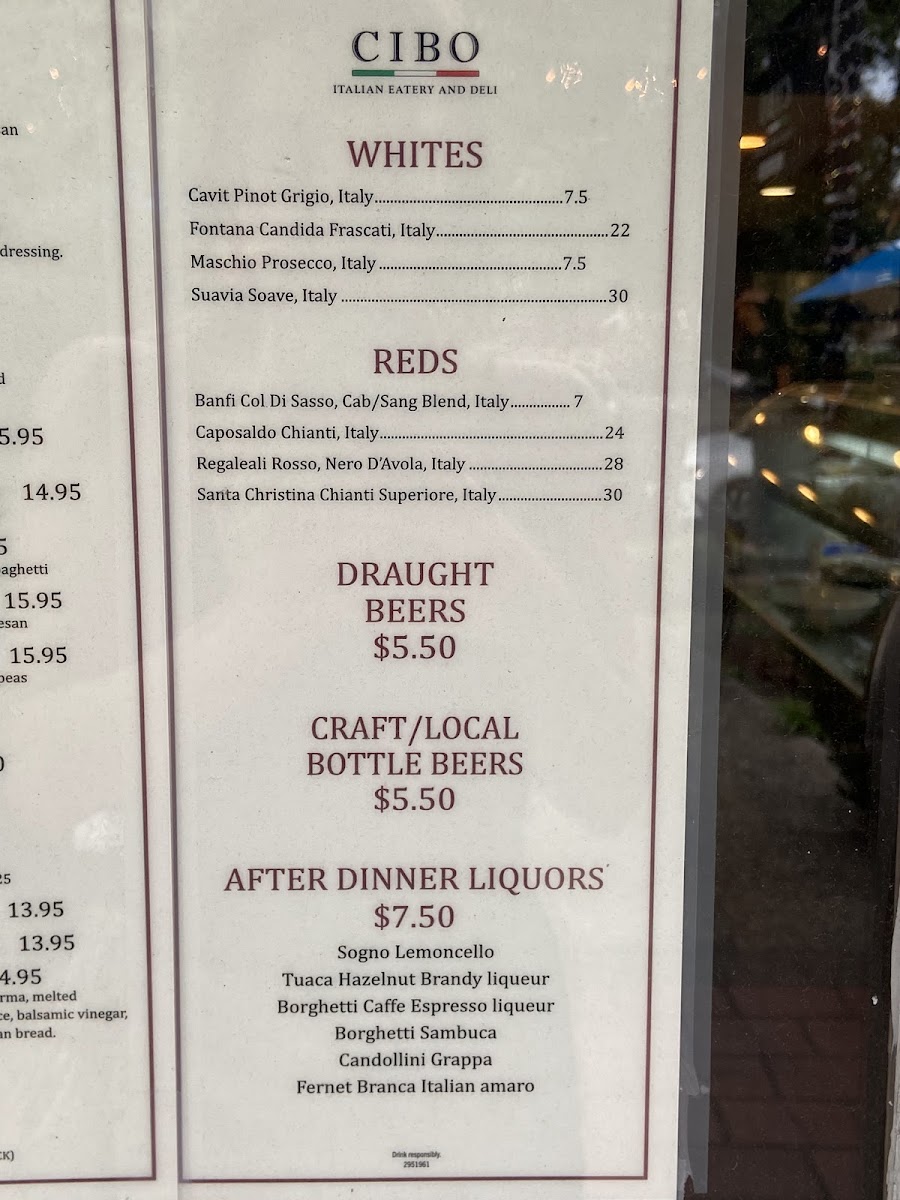 CIBO
ITALIAN EATERY AND DELI
WHITES
Cavit Pinot Grigio, Italy..................................................7.5
Fontana Candida Frascati, Italy..............................................22
Maschio Prosecco, Italy.................................................7.5
Suavia Soave, Italy.......................................................................30
REDS
Banfi Col Di Sasso, Cab/Sang Blend, Italy................ 7
Caposaldo Chianti, Italy............................................................24
Regaleali Rosso, Nero D'Avola, Italy....................................28
Santa Christina Chianti Superiore, Italy............................30
DRAUGHT
BEERS
$5.50
CRAFT/LOCAL
BOTTLE BEERS
$5.50
AFTER DINNER LIQUORS
$7.50
Sogno Lemoncello
Tuaca Hazelnut Brandy liqueur
Borghetti Caffe Espresso liqueur
Borghetti Sambuca
Candollini Grappa
Fernet Branca Italian amaro
Drink responsibly.
2951961
dressing.
5.95
14.95
15.95
15.95
13.95
13.95
4.95
rma, melted
ce, balsamic vinegar,
an bread.